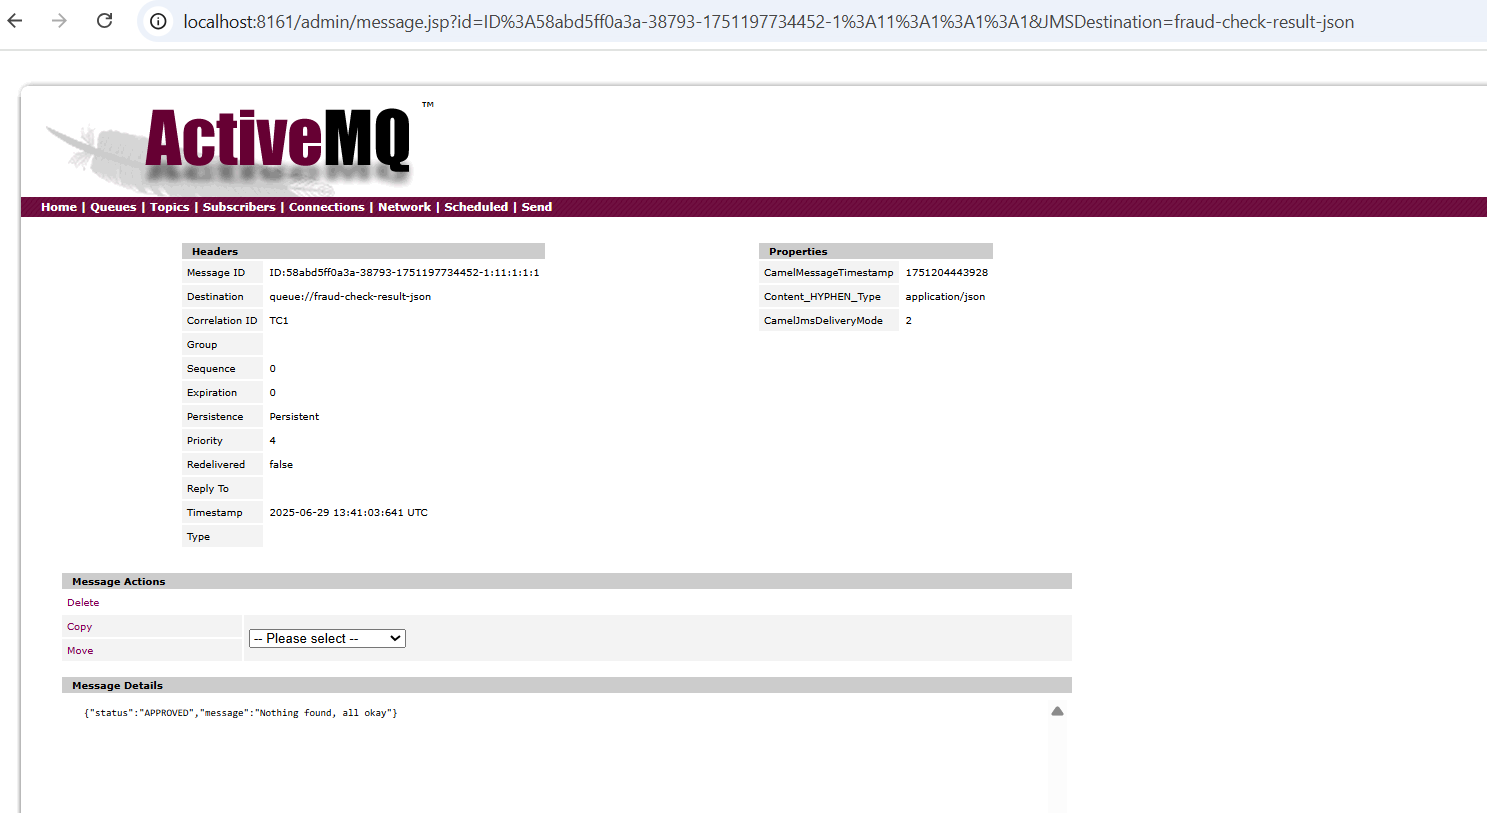 localhost:8161/admin/message.jsp?id=ID%3A58abd5ff0a3a-38793-1751197734452-1%3A11%3A1%3A1%3A1&JMSDestination=fraud-check-result-json
ActiveMQ ™
Home | Queues | Topics | Subscribers | Connections | Network | Scheduled | Send
Headers
Message ID ID:58abd5ff0a3a-38793-1751197734452-1:11:1:1:1
Destination queue://fraud-check-result-json
Correlation ID TC1
Group
Sequence 0
Expiration 0
Persistence Persistent
Priority 4
Redelivered false
Reply To
Timestamp 2025-06-29 13:41:03:641 UTC
Type
Properties
CamelMessageTimestamp 1751204443928
Content_HYPHEN_Type application/json
CamelJmsDeliveryMode 2
Message Actions
Delete
Copy
-- Please select --
Move
Message Details
{"status":"APPROVED","message":"Nothing found, all okay"}